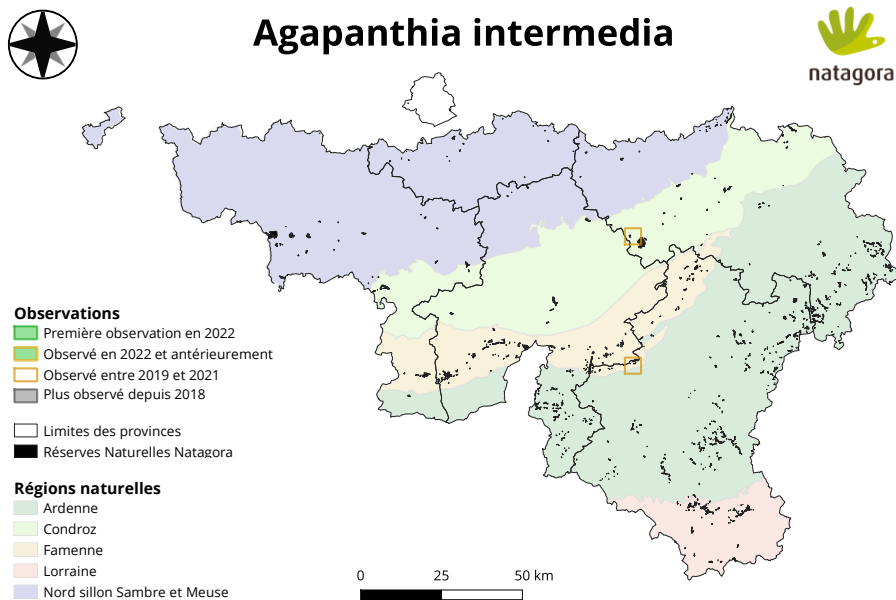 Agapanthia intermedia
natagora
Observations
Première observation en 2022
Observé en 2022 et antérieurement
Observé entre 2019 et 2021
Plus observé depuis 2018
Limites des provinces
Réserves Naturelles Natagora
Régions naturelles
Ardenne
Condroz
Famenne
Lorraine
Nord sillon Sambre et Meuse
0 25 50 km